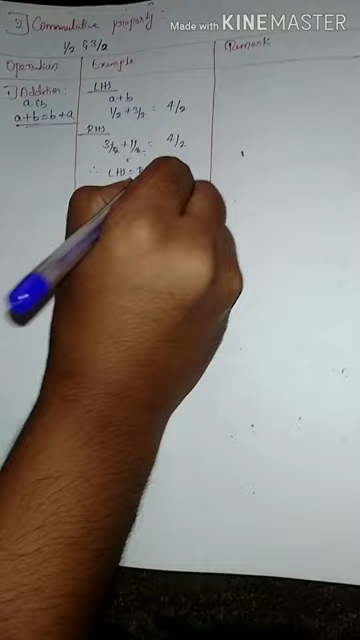 2] Commutative property:
Made with KINEMASTER
1/2 & 3/2
Operation Example Remark
1) Addition:
a & b
a+b = b+a
LHS
a+b
1/2 + 3/2 = 4/2
RHS
3/2 + 1/2 = 4/2
∴ LHS =